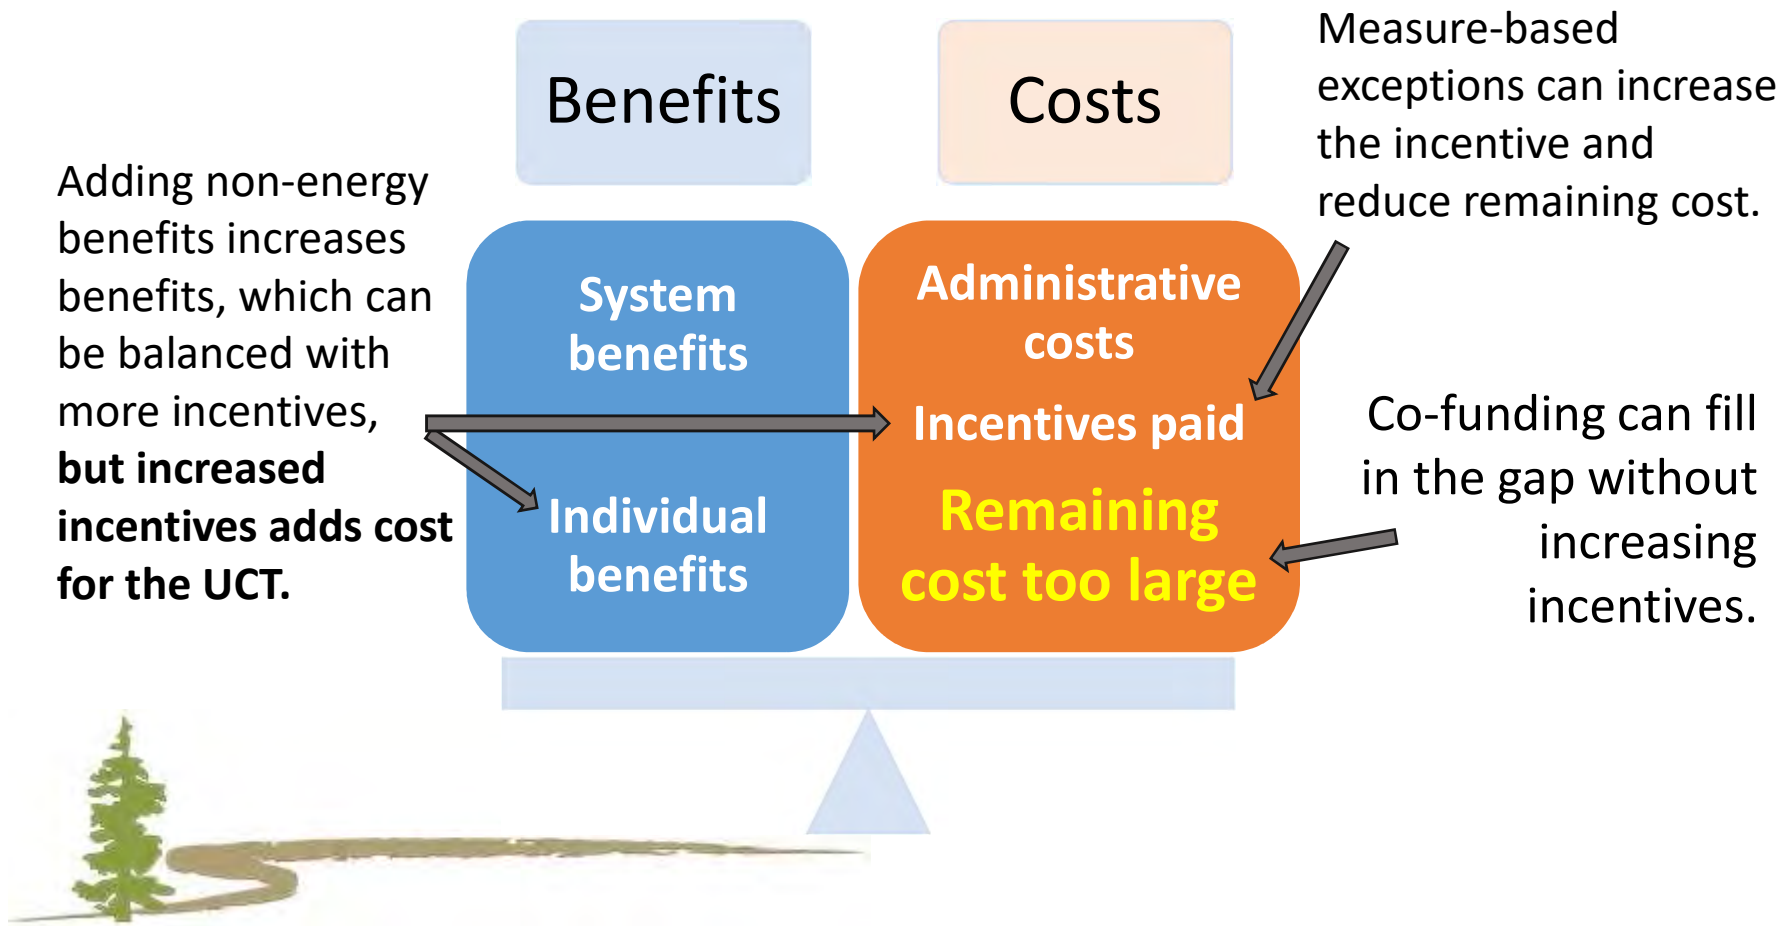 Benefits
Costs
Adding non-energy
benefits increases
benefits, which can
be balanced with
more incentives,
but increased
incentives adds cost
for the UCT.
System
benefits
Individual
benefits
Administrative
costs
Incentives paid
Remaining
cost too large
Measure-based
exceptions can increase
the incentive and
reduce remaining cost.
Co-funding can fill
in the gap without
increasing
incentives.